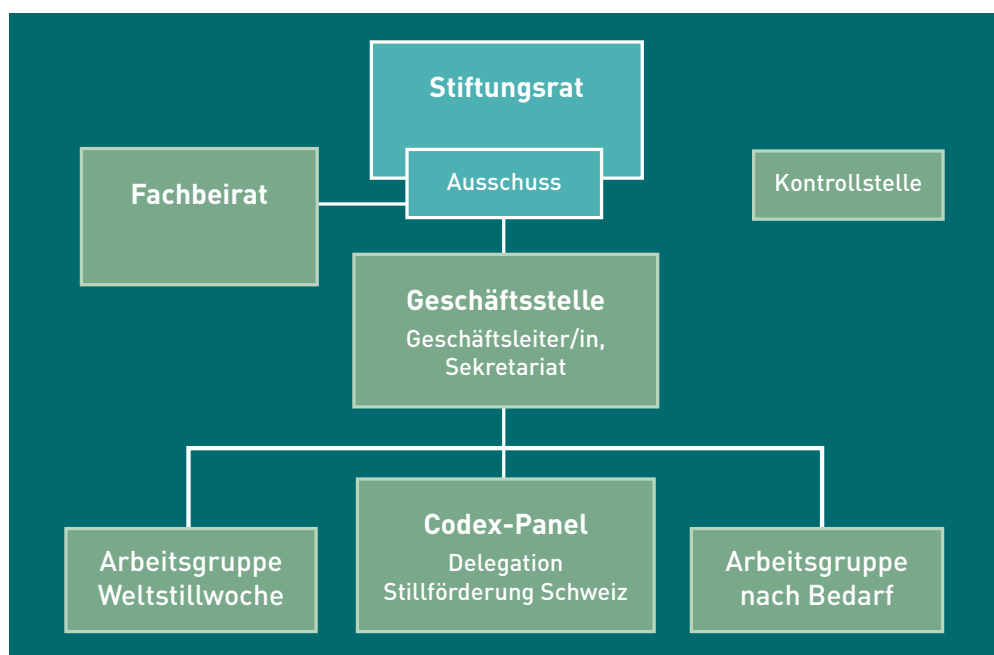 Stiftungsrat
Ausschuss
Fachbeirat
Kontrollstelle
Geschäftsstelle
Geschäftsleiter/in,
Sekretariat
Arbeitsgruppe
Weltstillwoche
Codex-Panel
Delegation
Stillförderung Schweiz
Arbeitsgruppe
nach Bedarf